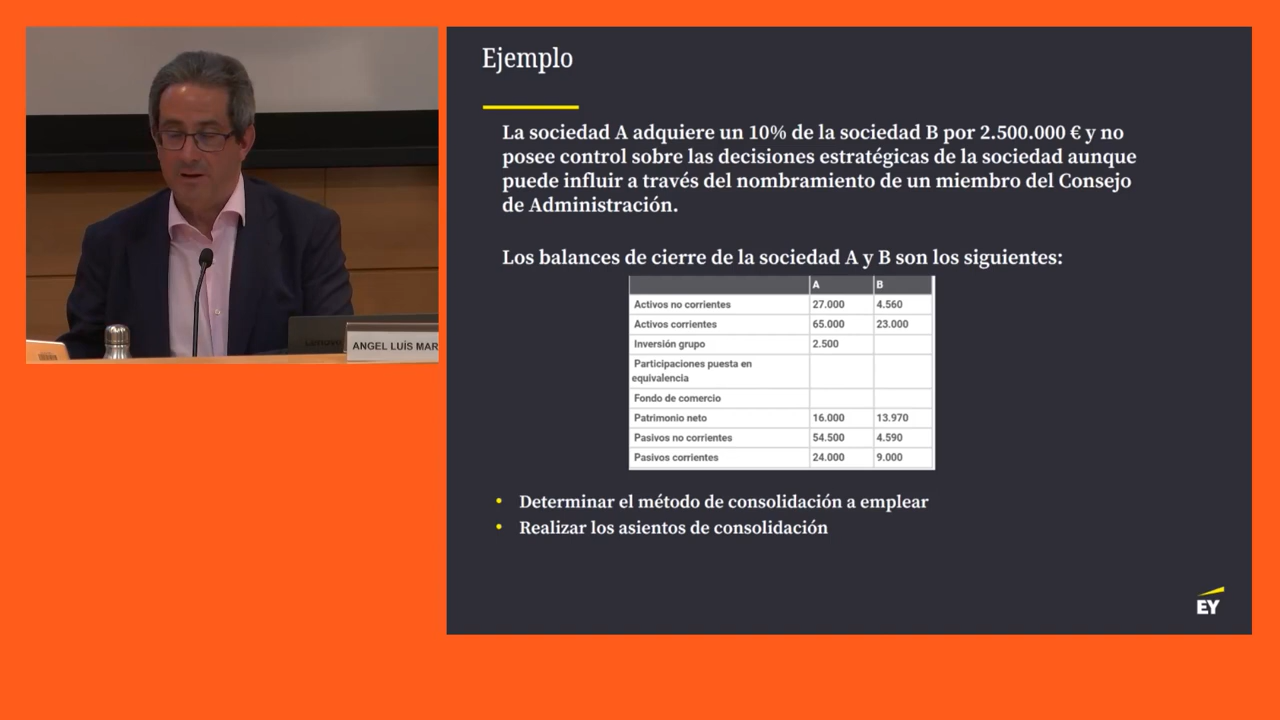 Ejemplo
La sociedad A adquiere un 10% de la sociedad B por 2.500.000 € y no
posee control sobre las decisiones estratégicas de la sociedad aunque
puede influir a través del nombramiento de un miembro del Consejo
de Administración.
Los balances de cierre de la sociedad A y B son los siguientes:
A B
Activos no corrientes 27.000 4.560
Activos corrientes 65.000 23.000
Inversión grupo 2.500
Participaciones puesta en
equivalencia
Fondo de comercio
Patrimonio neto 16.000 13.970
Pasivos no corrientes 54.500 4.590
Pasivos corrientes 24.000 9.000
• Determinar el método de consolidación a emplear
• Realizar los asientos de consolidación
EY
ANGEL LUÍS MAR